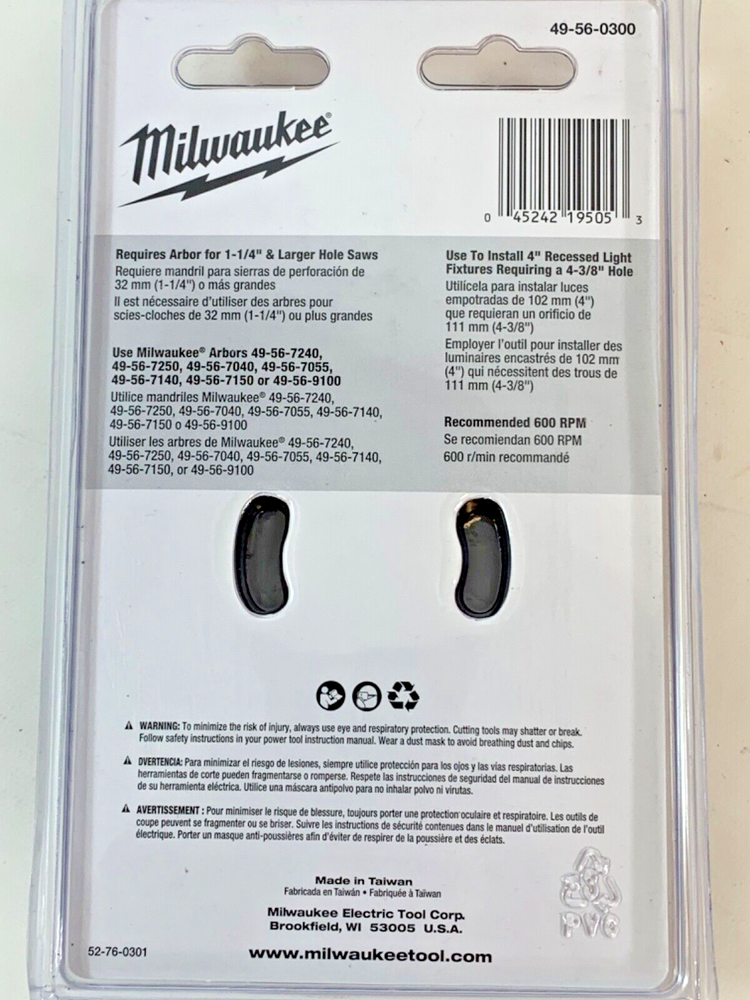 49-56-0300
Milwaukee®
0 45242 19505 3
Requires Arbor for 1-1/4" & Larger Hole Saws
Requiere mandril para sierras de perforación de
32 mm (1-1/4") o más grandes
Il est nécessaire d'utiliser des arbres pour
scies-cloches de 32 mm (1-1/4") ou plus grandes
Use Milwaukee® Arbors 49-56-7240,
49-56-7250, 49-56-7040, 49-56-7055,
49-56-7140, 49-56-7150 or 49-56-9100
Utilice mandriles Milwaukee® 49-56-7240,
49-56-7250, 49-56-7040, 49-56-7055, 49-56-7140,
49-56-7150 o 49-56-9100
Utiliser les arbres de Milwaukee® 49-56-7240,
49-56-7250, 49-56-7040, 49-56-7055, 49-56-7140,
49-56-7150, or 49-56-9100
Use To Install 4" Recessed Light
Fixtures Requiring a 4-3/8" Hole
Utilícela para instalar luces
empotradas de 102 mm (4")
que requieran un orificio de
111 mm (4-3/8")
Employer l'outil pour installer des
luminaires encastrés de 102 mm
(4") qui nécessitent des trous de
111 mm (4-3/8")
Recommended 600 RPM
Se recomiendan 600 RPM
600 r/min recommandé
WARNING: To minimize the risk of injury, always use eye and respiratory protection. Cutting tools may shatter or break.
Follow safety instructions in your power tool instruction manual. Wear a dust mask to avoid breathing dust and chips.
DVERTENCIA: Para minimizar el riesgo de lesiones, siempre utilice protección para los ojos y las vías respiratorias. Las
herramientas de corte pueden fragmentarse o romperse. Respete las instrucciones de seguridad del manual de instrucciones
de su herramienta eléctrica. Utilice una máscara antipolvo para no inhalar polvo ni virutas.
AVERTISSEMENT : Pour minimiser le risque de blessure, toujours porter une protection oculaire et respiratoire. Les outils de
coupe peuvent se fragmenter ou se briser. Suivre les instructions de sécurité contenues dans le manuel d'utilisation de l'outil
électrique. Porter un masque anti-poussières afin d'éviter de respirer de la poussière et des éclats.
Made in Taiwan
Fabricada en Taiwán • Fabriquée à Taïwan
Milwaukee Electric Tool Corp.
Brookfield, WI 53005 U.S.A.
52-76-0301
www.milwaukeetool.com
PVC